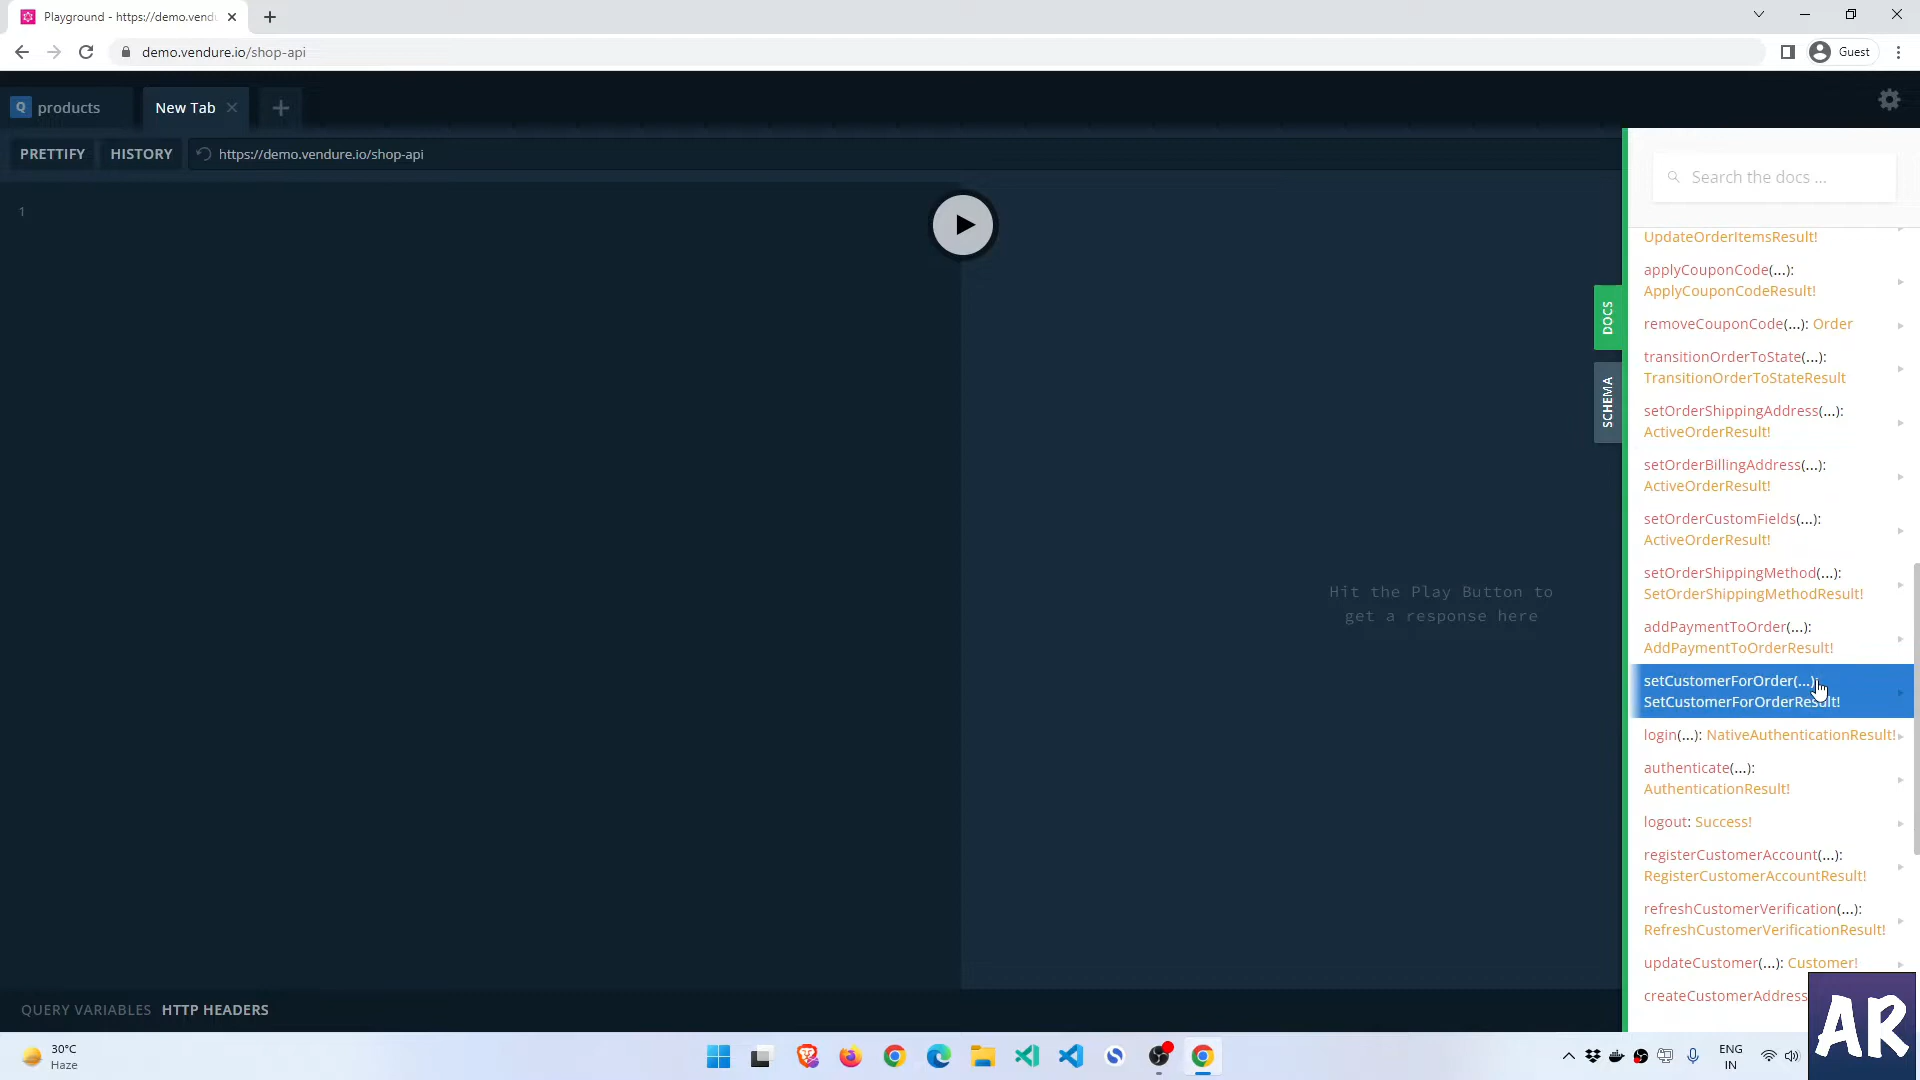 Playground - https://demo.vend
demo.vendure.io/shop-api
Guest
Q products
New Tab
PRETTIFY
HISTORY
https://demo.vendure.io/shop-api
1
Hit the Play Button to
get a response here
DOCS
SCHEMA
Search the docs ...
UpdateOrderItemsResult!
applyCouponCode(...):
ApplyCouponCodeResult!
removeCouponCode(...): Order
transitionOrderToState(...):
TransitionOrderToStateResult
setOrderShippingAddress(...):
ActiveOrderResult!
setOrderBillingAddress(...):
ActiveOrderResult!
setOrderCustomFields(...):
ActiveOrderResult!
setOrderShippingMethod(...):
SetOrderShippingMethodResult!
addPaymentToOrder(...):
AddPaymentToOrderResult!
setCustomerForOrder(...):
SetCustomerForOrderResult!
login(...): NativeAuthenticationResult!
authenticate(...):
AuthenticationResult!
logout: Success!
registerCustomerAccount(...):
RegisterCustomerAccountResult!
refreshCustomerVerification(...):
RefreshCustomerVerificationResult!
updateCustomer(...): Customer!
createCustomerAddress
QUERY VARIABLES
HTTP HEADERS
30°C
Haze
ENG
IN
AR